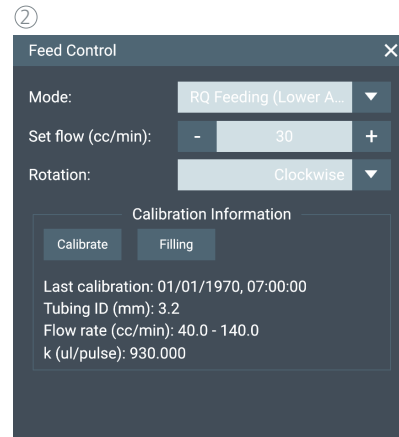 ②
Feed Control ×
Mode: RQ Feeding (Lower A...
Set flow (cc/min): - 30 +
Rotation: Clockwise
Calibration Information
Calibrate Filling
Last calibration: 01/01/1970, 07:00:00
Tubing ID (mm): 3.2
Flow rate (cc/min): 40.0 - 140.0
k (ul/pulse): 930.000